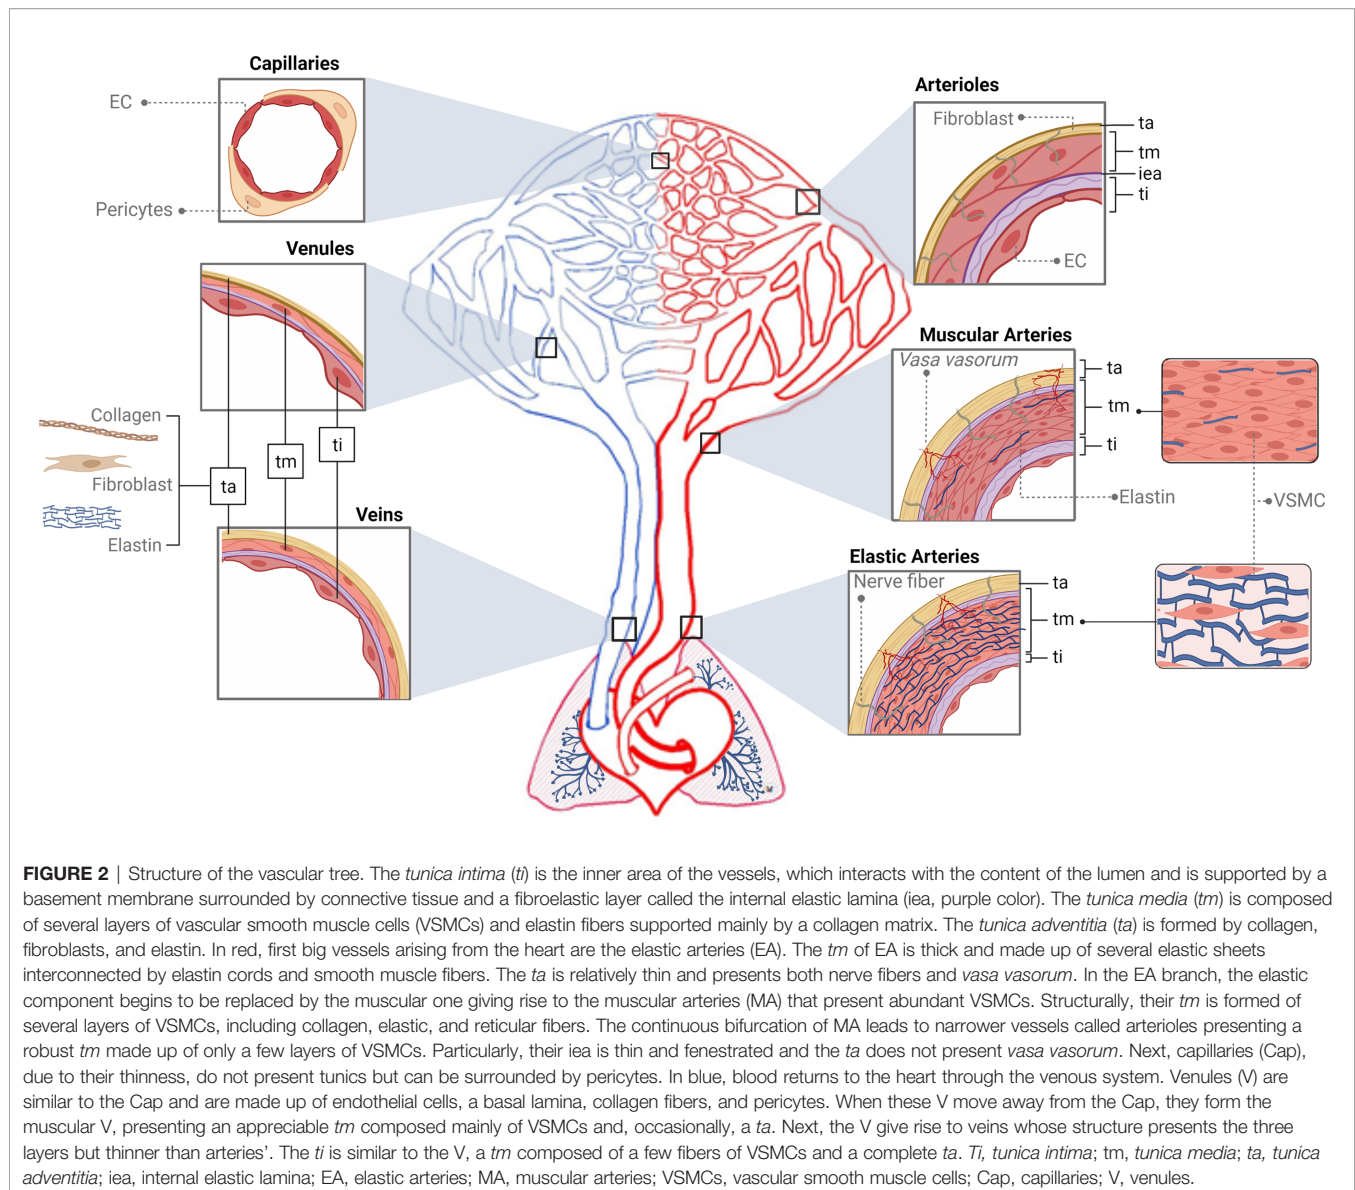 Capillaries
EC
Pericytes
Arterioles
Fibroblast
ta
tm
iea
ti
EC
Venules
Muscular Arteries
Vasa vasorum
ta
tm
ti
Elastin
VSMC
Collagen
Fibroblast
Elastin
ta
tm
ti
Veins
Elastic Arteries
Nerve fiber
ta
tm
ti
FIGURE 2 | Structure of the vascular tree. The tunica intima (ti) is the inner area of the vessels, which interacts with the content of the lumen and is supported by a
basement membrane surrounded by connective tissue and a fibroelastic layer called the internal elastic lamina (iea, purple color). The tunica media (tm) is composed
of several layers of vascular smooth muscle cells (VSMCs) and elastin fibers supported mainly by a collagen matrix. The tunica adventitia (ta) is formed by collagen,
fibroblasts, and elastin. In red, first big vessels arising from the heart are the elastic arteries (EA). The tm of EA is thick and made up of several elastic sheets
interconnected by elastin cords and smooth muscle fibers. The ta is relatively thin and presents both nerve fibers and vasa vasorum. In the EA branch, the elastic
component begins to be replaced by the muscular one giving rise to the muscular arteries (MA) that present abundant VSMCs. Structurally, their tm is formed of
several layers of VSMCs, including collagen, elastic, and reticular fibers. The continuous bifurcation of MA leads to narrower vessels called arterioles presenting a
robust tm made up of only a few layers of VSMCs. Particularly, their iea is thin and fenestrated and the ta does not present vasa vasorum. Next, capillaries (Cap),
due to their thinness, do not present tunics but can be surrounded by pericytes. In blue, blood returns to the heart through the venous system. Venules (V) are
similar to the Cap and are made up of endothelial cells, a basal lamina, collagen fibers, and pericytes. When these V move away from the Cap, they form the
muscular V, presenting an appreciable tm composed mainly of VSMCs and, occasionally, a ta. Next, the V give rise to veins whose structure presents the three
layers but thinner than arteries'. The ti is similar to the V, a tm composed of a few fibers of VSMCs and a complete ta. Ti, tunica intima; tm, tunica media; ta, tunica
adventitia; iea, internal elastic lamina; EA, elastic arteries; MA, muscular arteries; VSMCs, vascular smooth muscle cells; Cap, capillaries; V, venules.